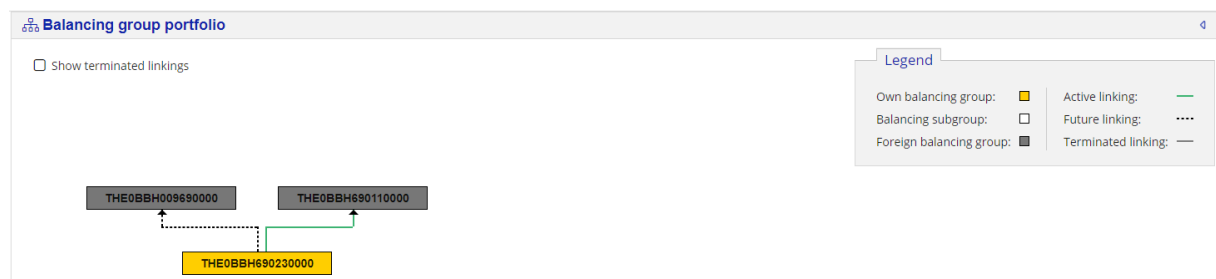 Balancing group portfolio
Show terminated linkings
Legend
Own balancing group:
Active linking:
Balancing subgroup:
Future linking:
Foreign balancing group:
Terminated linking:
THE0BBH009690000
THE0BBH690110000
THE0BBH690230000